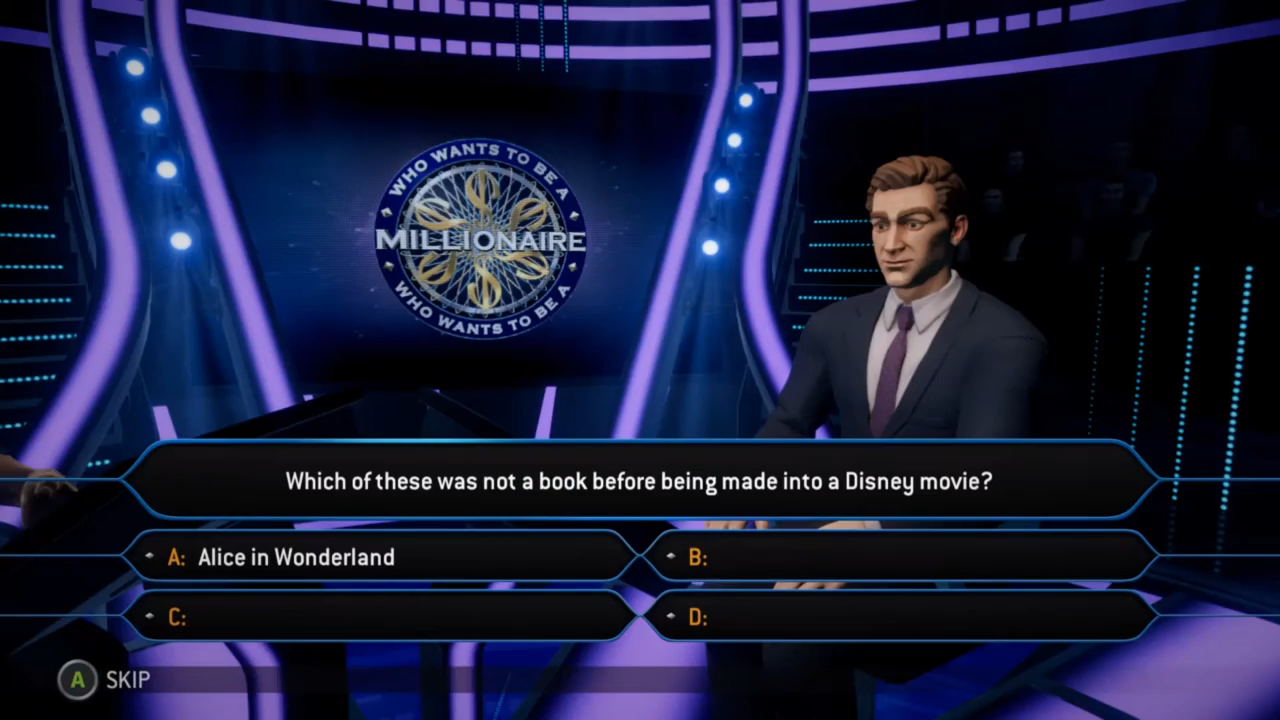 WHO WANTS TO BE A
MILLIONAIRE
WHO WANTS TO BE A
Which of these was not a book before being made into a Disney movie?
A: Alice in Wonderland
B:
C:
D:
A SKIP